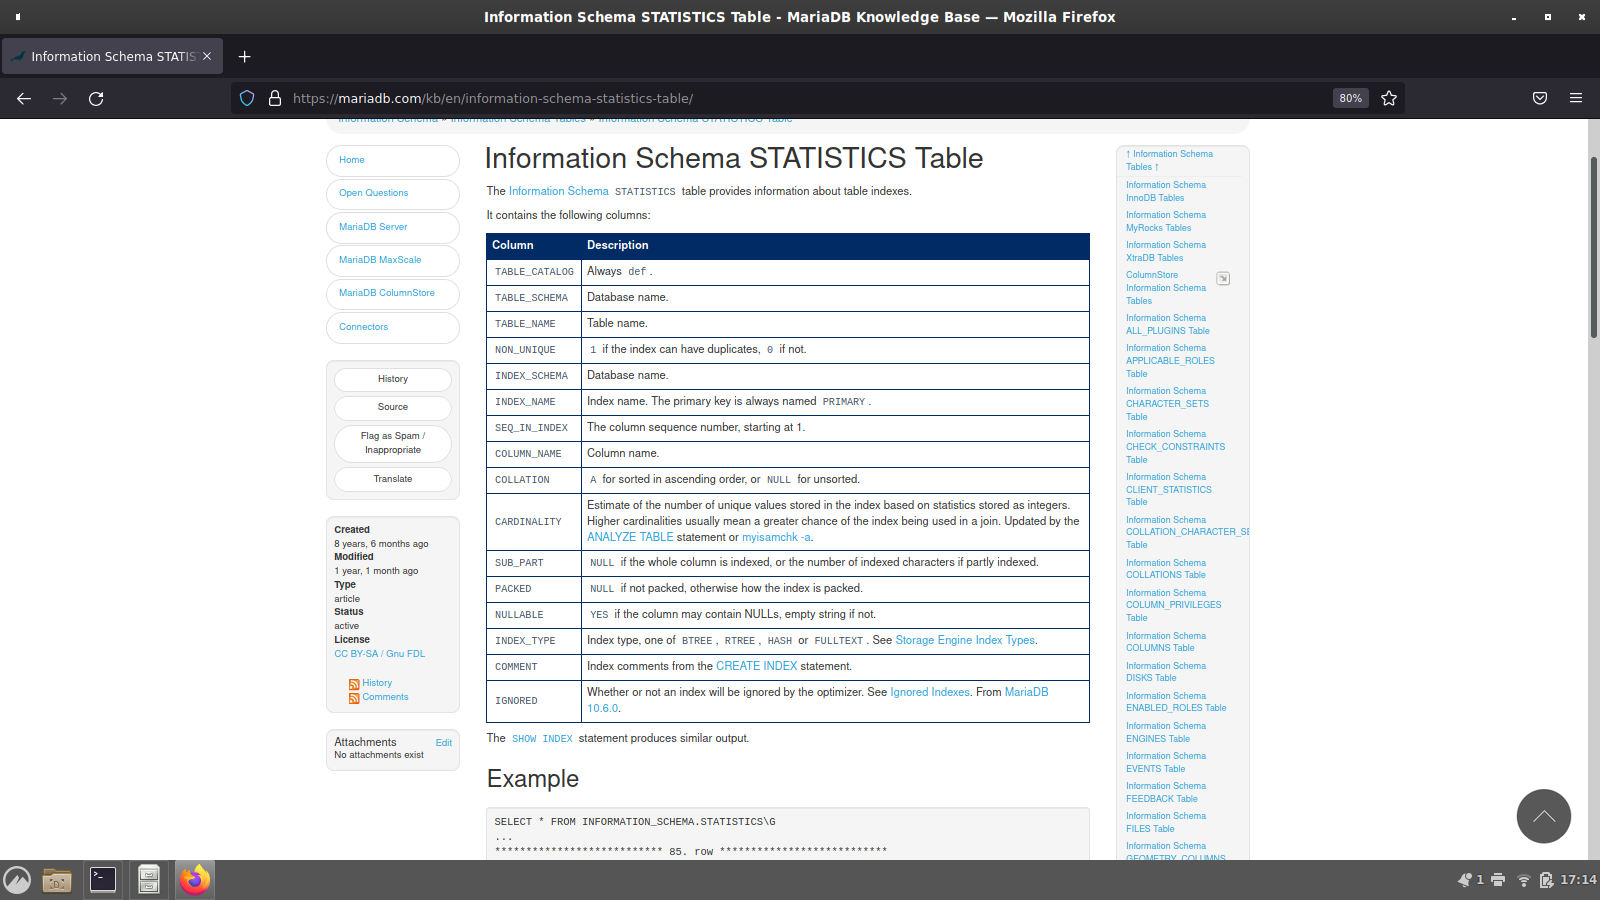 Information Schema STATISTICS Table - MariaDB Knowledge Base — Mozilla Firefox
Information Schema STATIS
https://mariadb.com/kb/en/information-schema-statistics-table/
80%
Information Schema » Information Schema Tables » Information Schema STATISTICS Table
Home
Open Questions
MariaDB Server
MariaDB MaxScale
MariaDB ColumnStore
Connectors
History
Source
Flag as Spam /
Inappropriate
Translate
Created
8 years, 6 months ago
Modified
1 year, 1 month ago
Type
article
Status
active
License
CC BY-SA / Gnu FDL
History
Comments
Attachments Edit
No attachments exist
Information Schema STATISTICS Table
The Information Schema STATISTICS table provides information about table indexes.
It contains the following columns:
Column Description
TABLE_CATALOG Always def .
TABLE_SCHEMA Database name.
TABLE_NAME Table name.
NON_UNIQUE 1 if the index can have duplicates, 0 if not.
INDEX_SCHEMA Database name.
INDEX_NAME Index name. The primary key is always named PRIMARY .
SEQ_IN_INDEX The column sequence number, starting at 1.
COLUMN_NAME Column name.
COLLATION A for sorted in ascending order, or NULL for unsorted.
CARDINALITY Estimate of the number of unique values stored in the index based on statistics stored as integers.
Higher cardinalities usually mean a greater chance of the index being used in a join. Updated by the
ANALYZE TABLE statement or myisamchk -a.
SUB_PART NULL if the whole column is indexed, or the number of indexed characters if partly indexed.
PACKED NULL if not packed, otherwise how the index is packed.
NULLABLE YES if the column may contain NULLs, empty string if not.
INDEX_TYPE Index type, one of BTREE , RTREE , HASH or FULLTEXT . See Storage Engine Index Types.
COMMENT Index comments from the CREATE INDEX statement.
IGNORED Whether or not an index will be ignored by the optimizer. See Ignored Indexes. From MariaDB
10.6.0.
The SHOW INDEX statement produces similar output.
Example
SELECT * FROM INFORMATION_SCHEMA.STATISTICS\G
...
*************************** 85. row ***************************
↑ Information Schema
Tables ↑
Information Schema
InnoDB Tables
Information Schema
MyRocks Tables
Information Schema
XtraDB Tables
ColumnStore
Information Schema
Tables
Information Schema
ALL_PLUGINS Table
Information Schema
APPLICABLE_ROLES
Table
Information Schema
CHARACTER_SETS
Table
Information Schema
CHECK_CONSTRAINTS
Table
Information Schema
CLIENT_STATISTICS
Table
Information Schema
COLLATION_CHARACTER_SE
Table
Information Schema
COLLATIONS Table
Information Schema
COLUMN_PRIVILEGES
Table
Information Schema
COLUMNS Table
Information Schema
DISKS Table
Information Schema
ENABLED_ROLES Table
Information Schema
ENGINES Table
Information Schema
EVENTS Table
Information Schema
FEEDBACK Table
Information Schema
FILES Table
Information Schema
GEOMETRY_COLUMNS
1
17:14